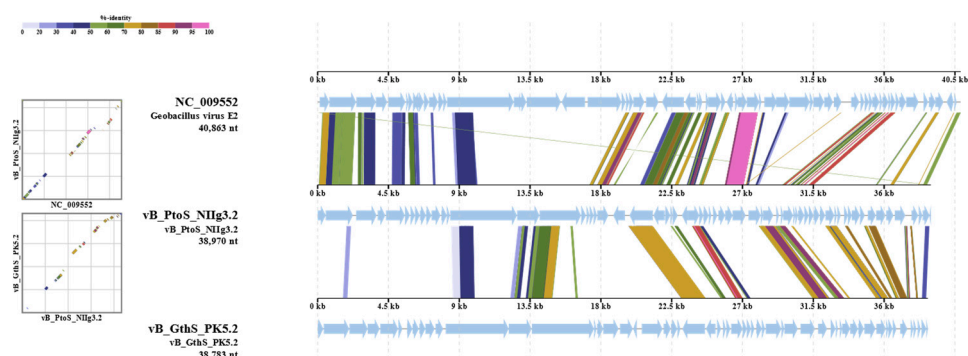 %-identity
0 20 30 40 50 60 70 80 85 90 95 100
0 kb 4.5 kb 9 kb 13.5 kb 18 kb 22.5 kb 27 kb 31.5 kb 36 kb 40.5 kb
NC_009552
Geobacillus virus E2
40,863 nt
vB_PtoS_NIIg3.2
NC_009552
0 kb 4.5 kb 9 kb 13.5 kb 18 kb 22.5 kb 27 kb 31.5 kb 36 kb
vB_PtoS_NIIg3.2
vB_PtoS_NIIg3.2
38,970 nt
vB_GthS_PK5.2
vB_PtoS_NIIg3.2
0 kb 4.5 kb 9 kb 13.5 kb 18 kb 22.5 kb 27 kb 31.5 kb 36 kb
vB_GthS_PK5.2
vB_GthS_PK5.2
38,783 nt